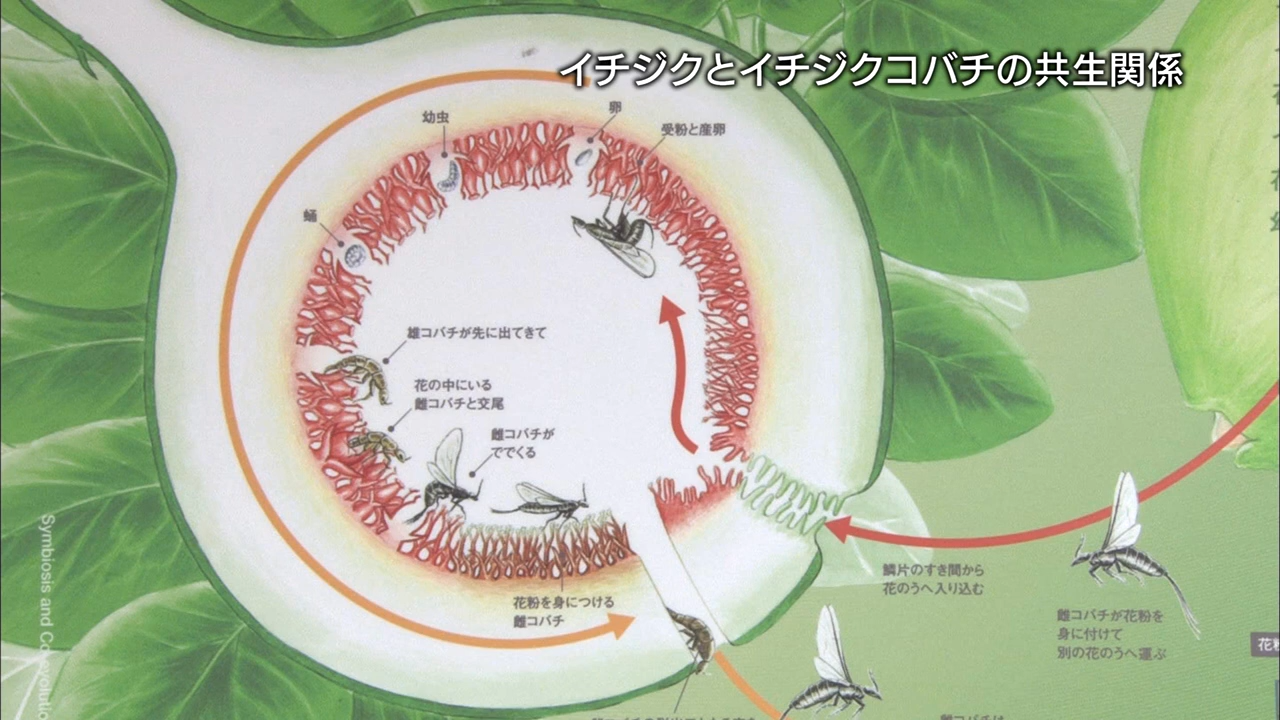 イチジクとイチジクコバチの共生関係
卵
幼虫
受粉と産卵
蛹
雄コバチが先に出てきて
花の中にいる
雌コバチと交尾
雌コバチが
ででくる
花粉を身につける
雌コバチ
鱗片のすき間から
花のうへ入り込む
雌コバチが花粉を
身に付けて
別の花のうへ運ぶ
Symbiosis and
花粉